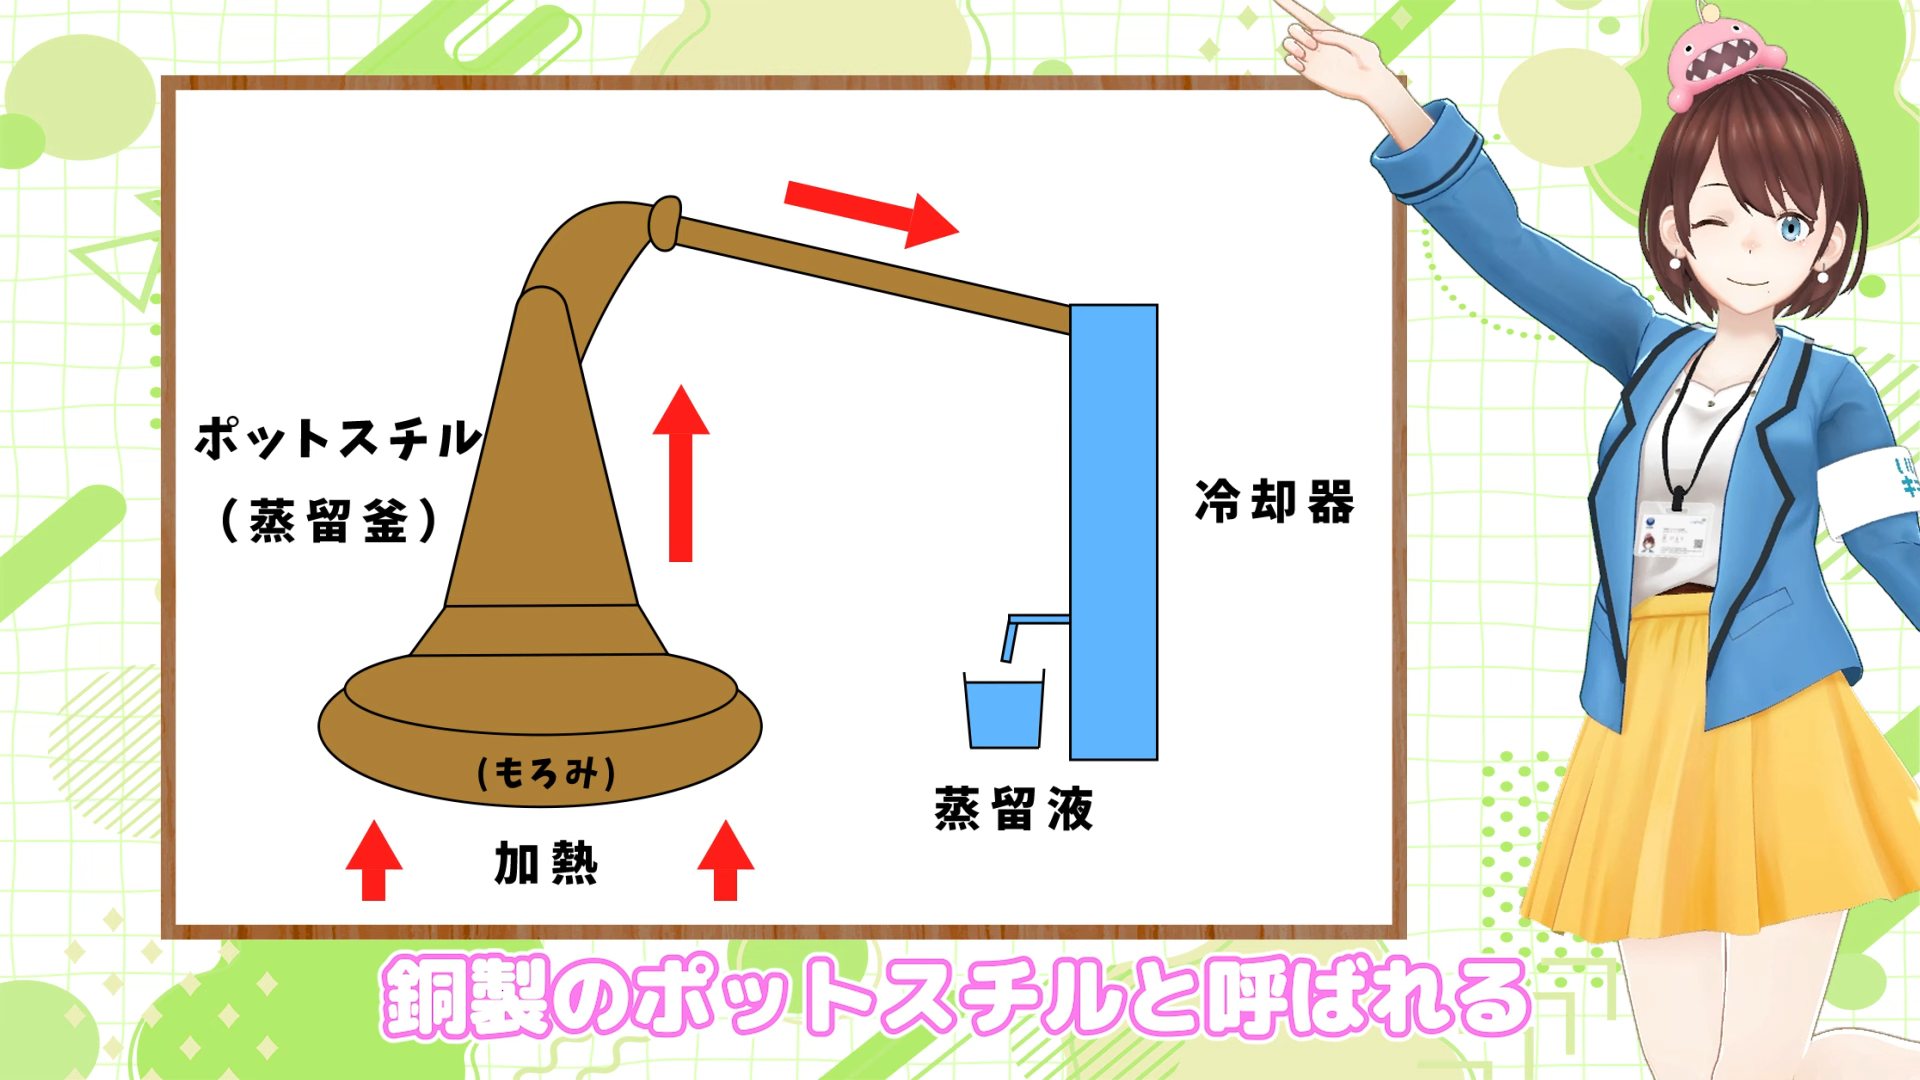 ポットスチル
（蒸留釜）
冷却器
(もろみ)
蒸留液
加熱
銅製のポットスチルと呼ばれる